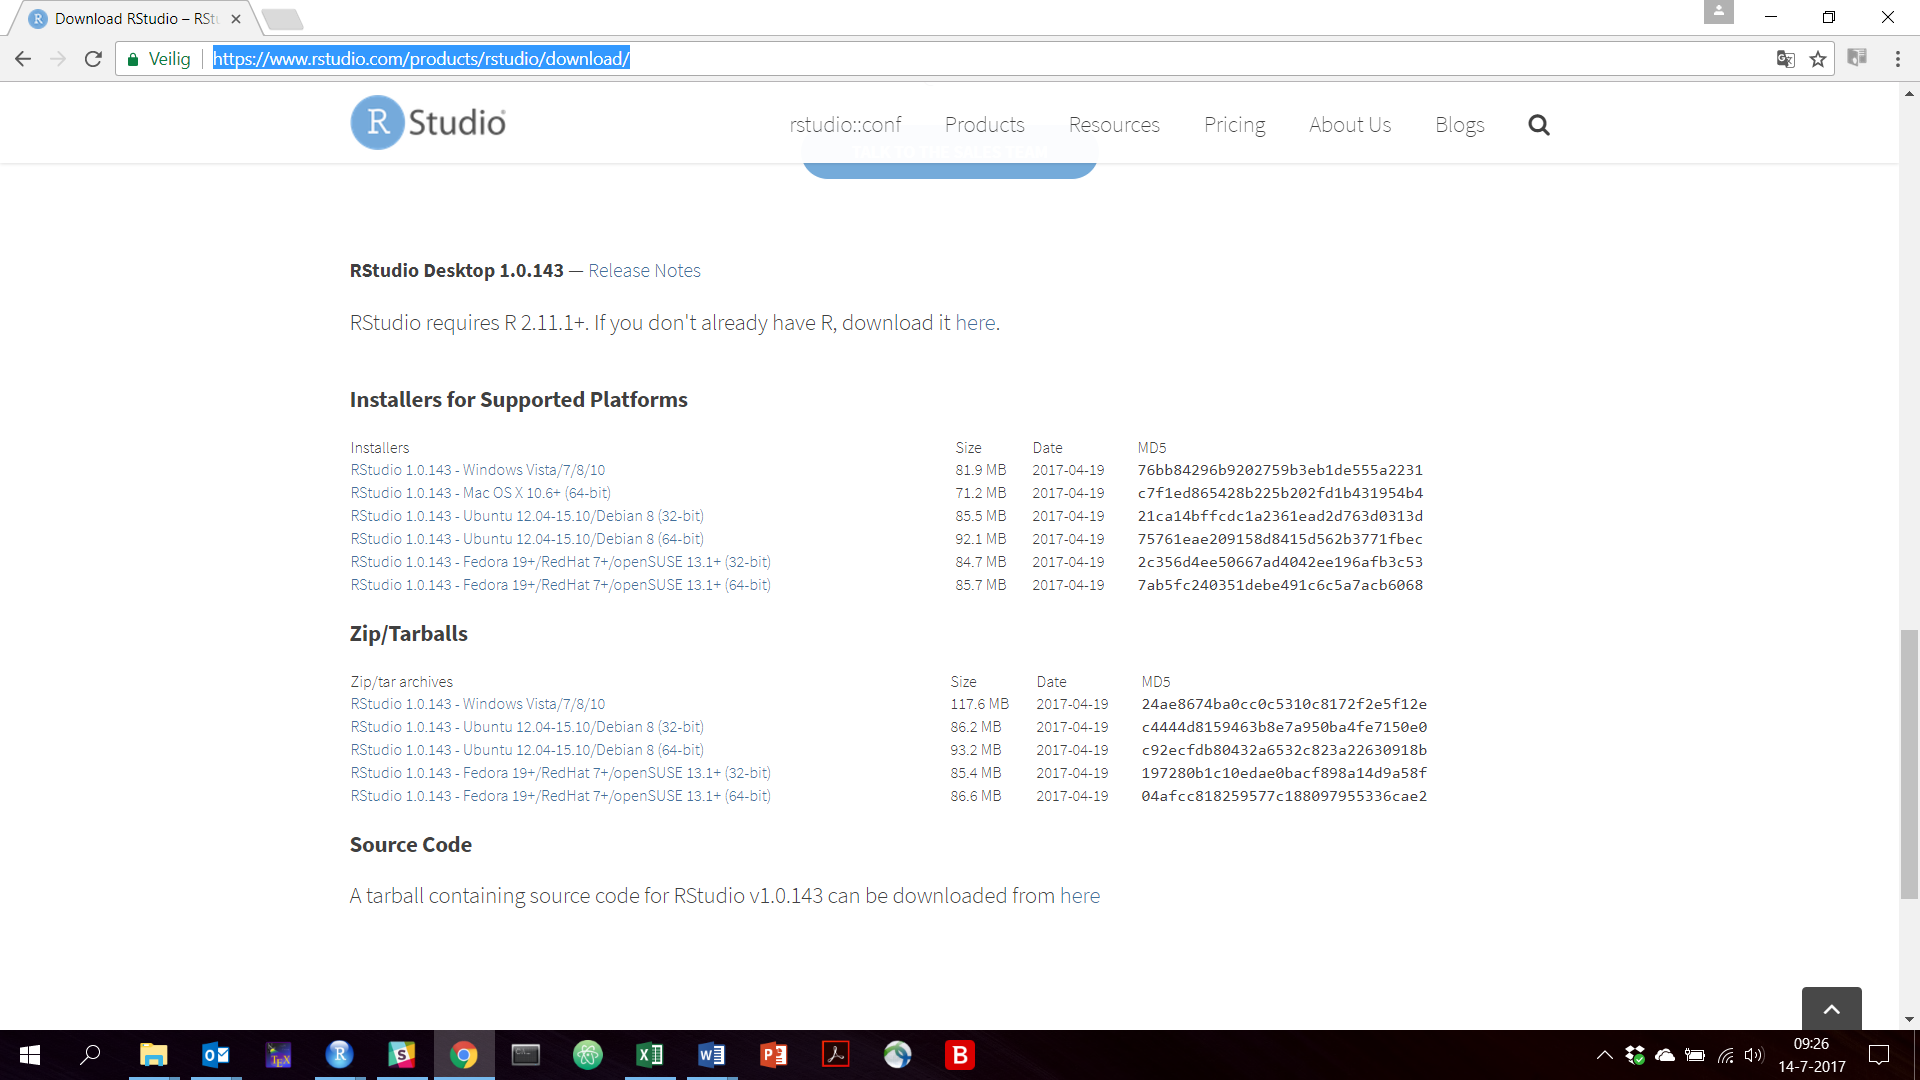 Download RStudio – RStu
Veilig
https://www.rstudio.com/products/rstudio/download/
R Studio
rstudio::conf Products Resources Pricing About Us Blogs
RStudio Desktop 1.0.143 — Release Notes
RStudio requires R 2.11.1+. If you don't already have R, download it here.
Installers for Supported Platforms
Installers Size Date MD5
RStudio 1.0.143 - Windows Vista/7/8/10 81.9 MB 2017-04-19 76bb84296b9202759b3eb1de555a2231
RStudio 1.0.143 - Mac OS X 10.6+ (64-bit) 71.2 MB 2017-04-19 c7f1ed865428b225b202fd1b431954b4
RStudio 1.0.143 - Ubuntu 12.04-15.10/Debian 8 (32-bit) 85.5 MB 2017-04-19 21ca14bffcdc1a2361ead2d763d0313d
RStudio 1.0.143 - Ubuntu 12.04-15.10/Debian 8 (64-bit) 92.1 MB 2017-04-19 75761eae209158d8415d562b3771fbec
RStudio 1.0.143 - Fedora 19+/RedHat 7+/openSUSE 13.1+ (32-bit) 84.7 MB 2017-04-19 2c356d4ee50667ad4042ee196afb3c53
RStudio 1.0.143 - Fedora 19+/RedHat 7+/openSUSE 13.1+ (64-bit) 85.7 MB 2017-04-19 7ab5fc240351debe491c6c5a7acb6068
Zip/Tarballs
Zip/tar archives Size Date MD5
RStudio 1.0.143 - Windows Vista/7/8/10 117.6 MB 2017-04-19 24ae8674ba0cc0c5310c8172f2e5f12e
RStudio 1.0.143 - Ubuntu 12.04-15.10/Debian 8 (32-bit) 86.2 MB 2017-04-19 c4444d8159463b8e7a950ba4fe7150e0
RStudio 1.0.143 - Ubuntu 12.04-15.10/Debian 8 (64-bit) 93.2 MB 2017-04-19 c92ecfdb80432a6532c823a22630918b
RStudio 1.0.143 - Fedora 19+/RedHat 7+/openSUSE 13.1+ (32-bit) 85.4 MB 2017-04-19 197280b1c10edae0bacf898a14d9a58f
RStudio 1.0.143 - Fedora 19+/RedHat 7+/openSUSE 13.1+ (64-bit) 86.6 MB 2017-04-19 04afcc818259577c188097955336cae2
Source Code
A tarball containing source code for RStudio v1.0.143 can be downloaded from here
09:26
14-7-2017